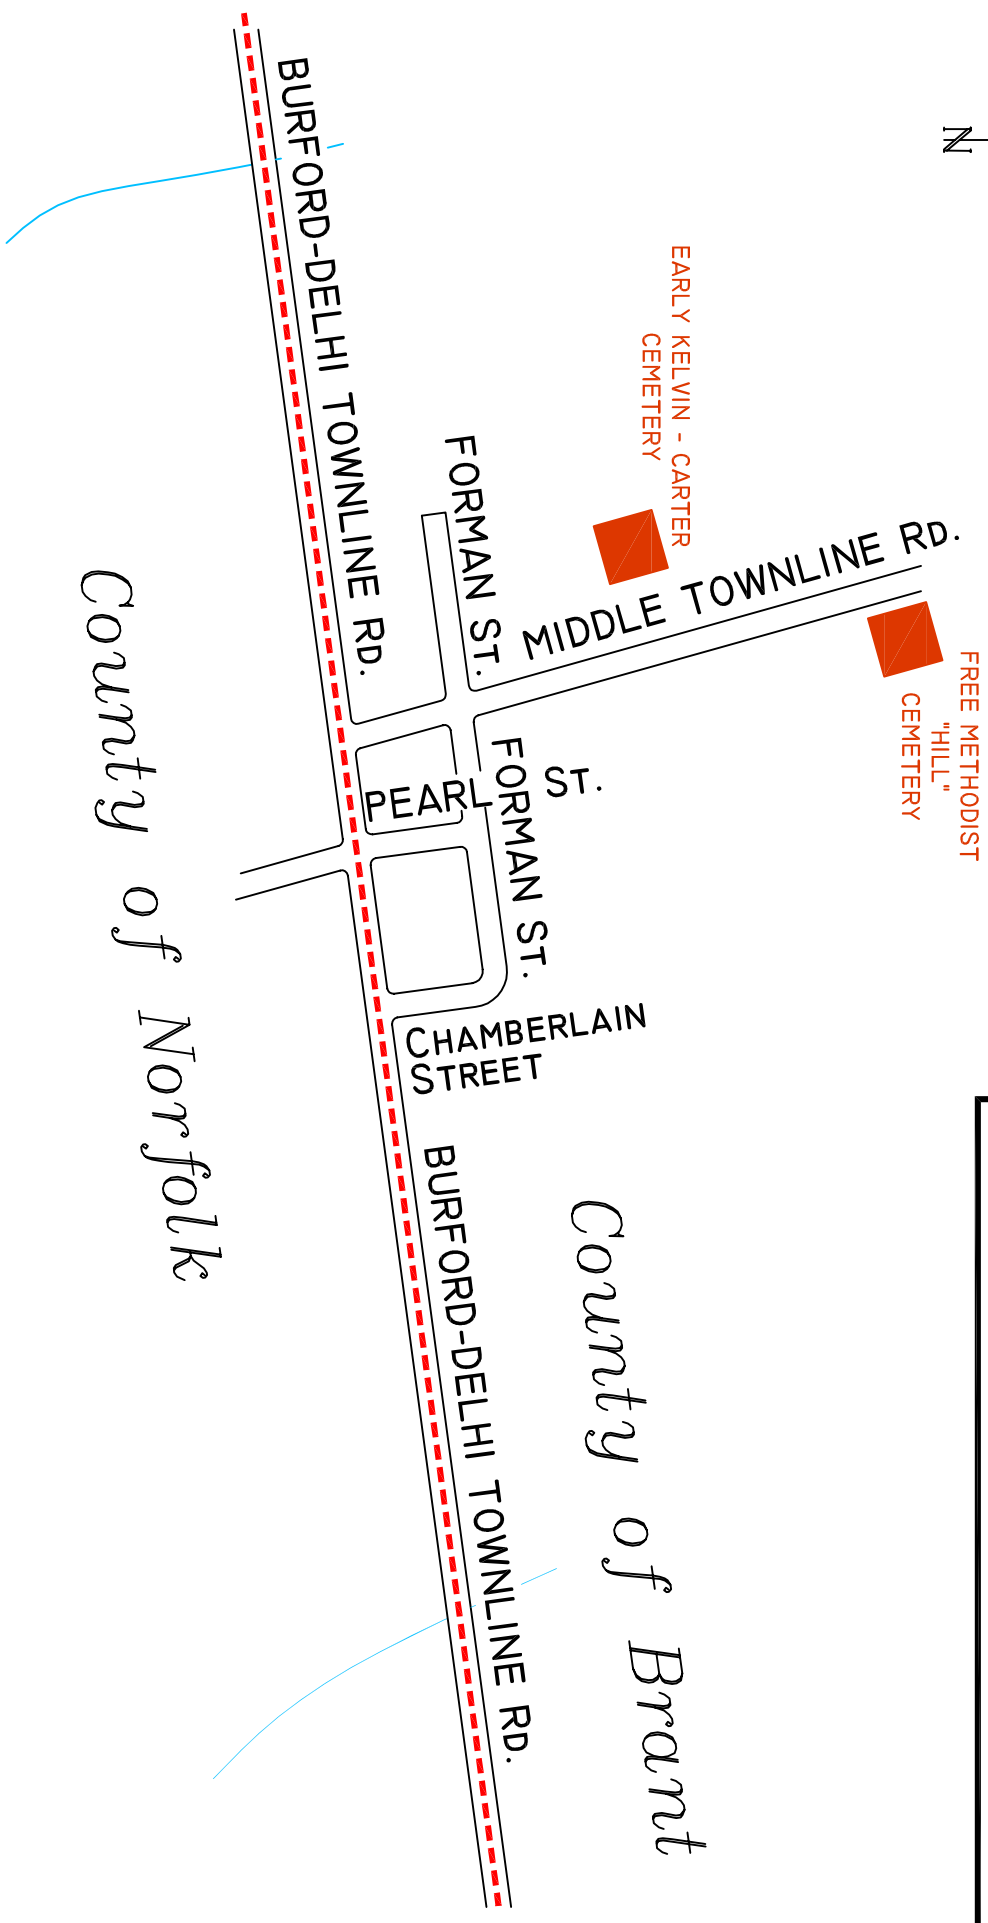 N
EARLY KELVIN - CARTER
CEMETERY
FREE METHODIST
"HILL"
CEMETERY
MIDDLE TOWNLINE RD.
FORMAN ST.
FORMAN ST.
PEARL ST.
CHAMBERLAIN
STREET
BURFORD-DELHI TOWNLINE RD.
BURFORD-DELHI TOWNLINE RD.
County of Brant
County of Norfolk